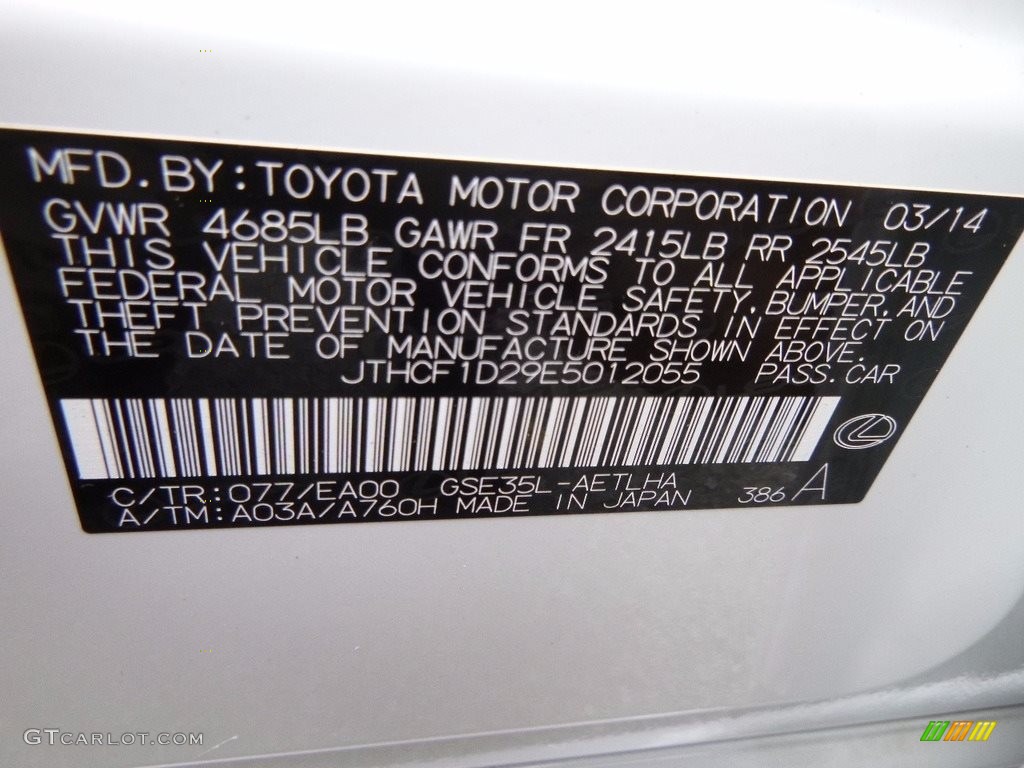 MFD. BY: TOYOTA MOTOR CORPORATION 03/14
GVWR 4685LB GAWR FR 2415LB RR 2545LB
THIS VEHICLE CONFORMS TO ALL APPLICABLE
FEDERAL MOTOR VEHICLE SAFETY, BUMPER, AND
THEFT PREVENTION STANDARDS IN EFFECT ON
THE DATE OF MANUFACTURE SHOWN ABOVE.
JTHCF1D29E5012055 PASS. CAR
C/TR: 077/EA00 GSE35L-AETLHA 386 A
A/TM: A03A/A760H MADE IN JAPAN
GTCARLOT.COM